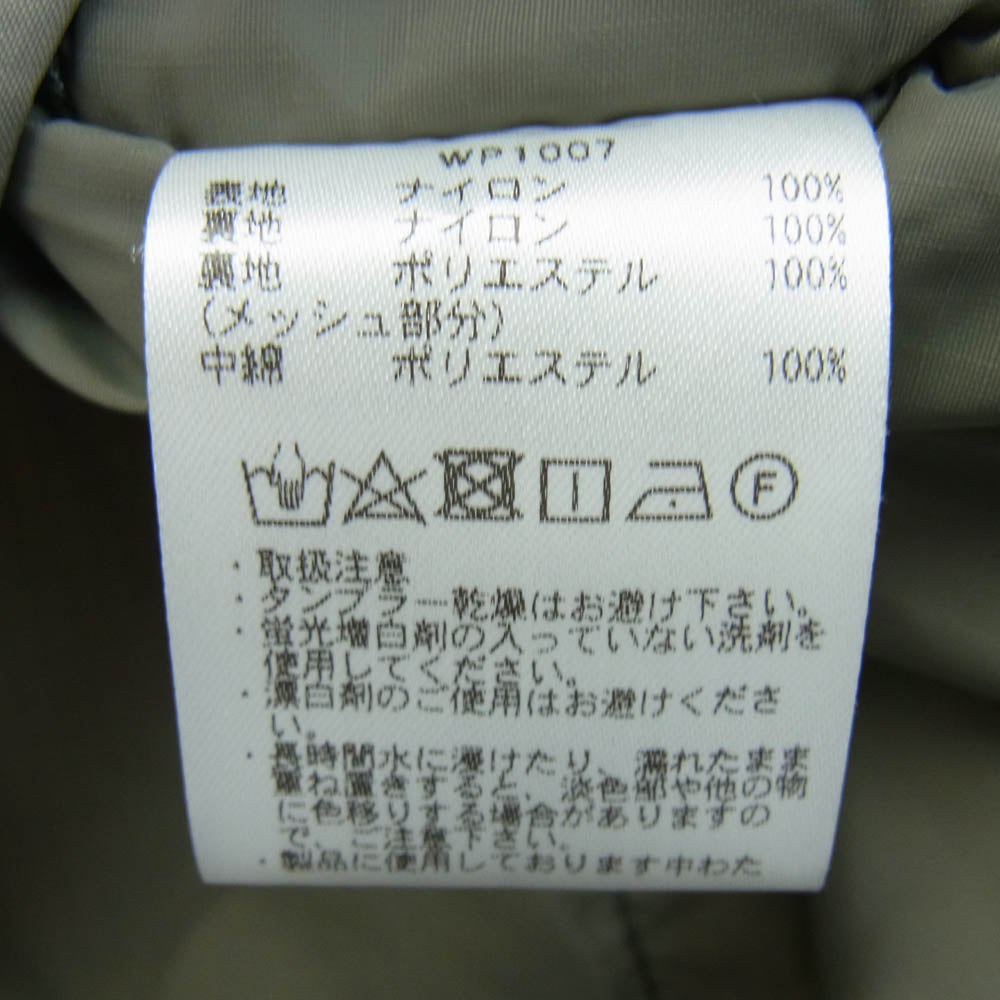 WP1007
表地 ナイロン 100%
裏地 ナイロン 100%
裏地 ポリエステル 100%
(メッシュ部分)
中綿 ポリエステル 100%
F
・取扱注意
・タンブラー乾燥はお避け下さい。
・蛍光増白剤の入っていない洗剤を
使用してください。
・漂白剤のご使用はお避けくださ
い。
・長時間水に浸けたり、濡れたまま
重ね置きすると、淡色部や他の物
に色移りする場合がありますの
で、ご注意下さい。
・製品に使用しております中わた